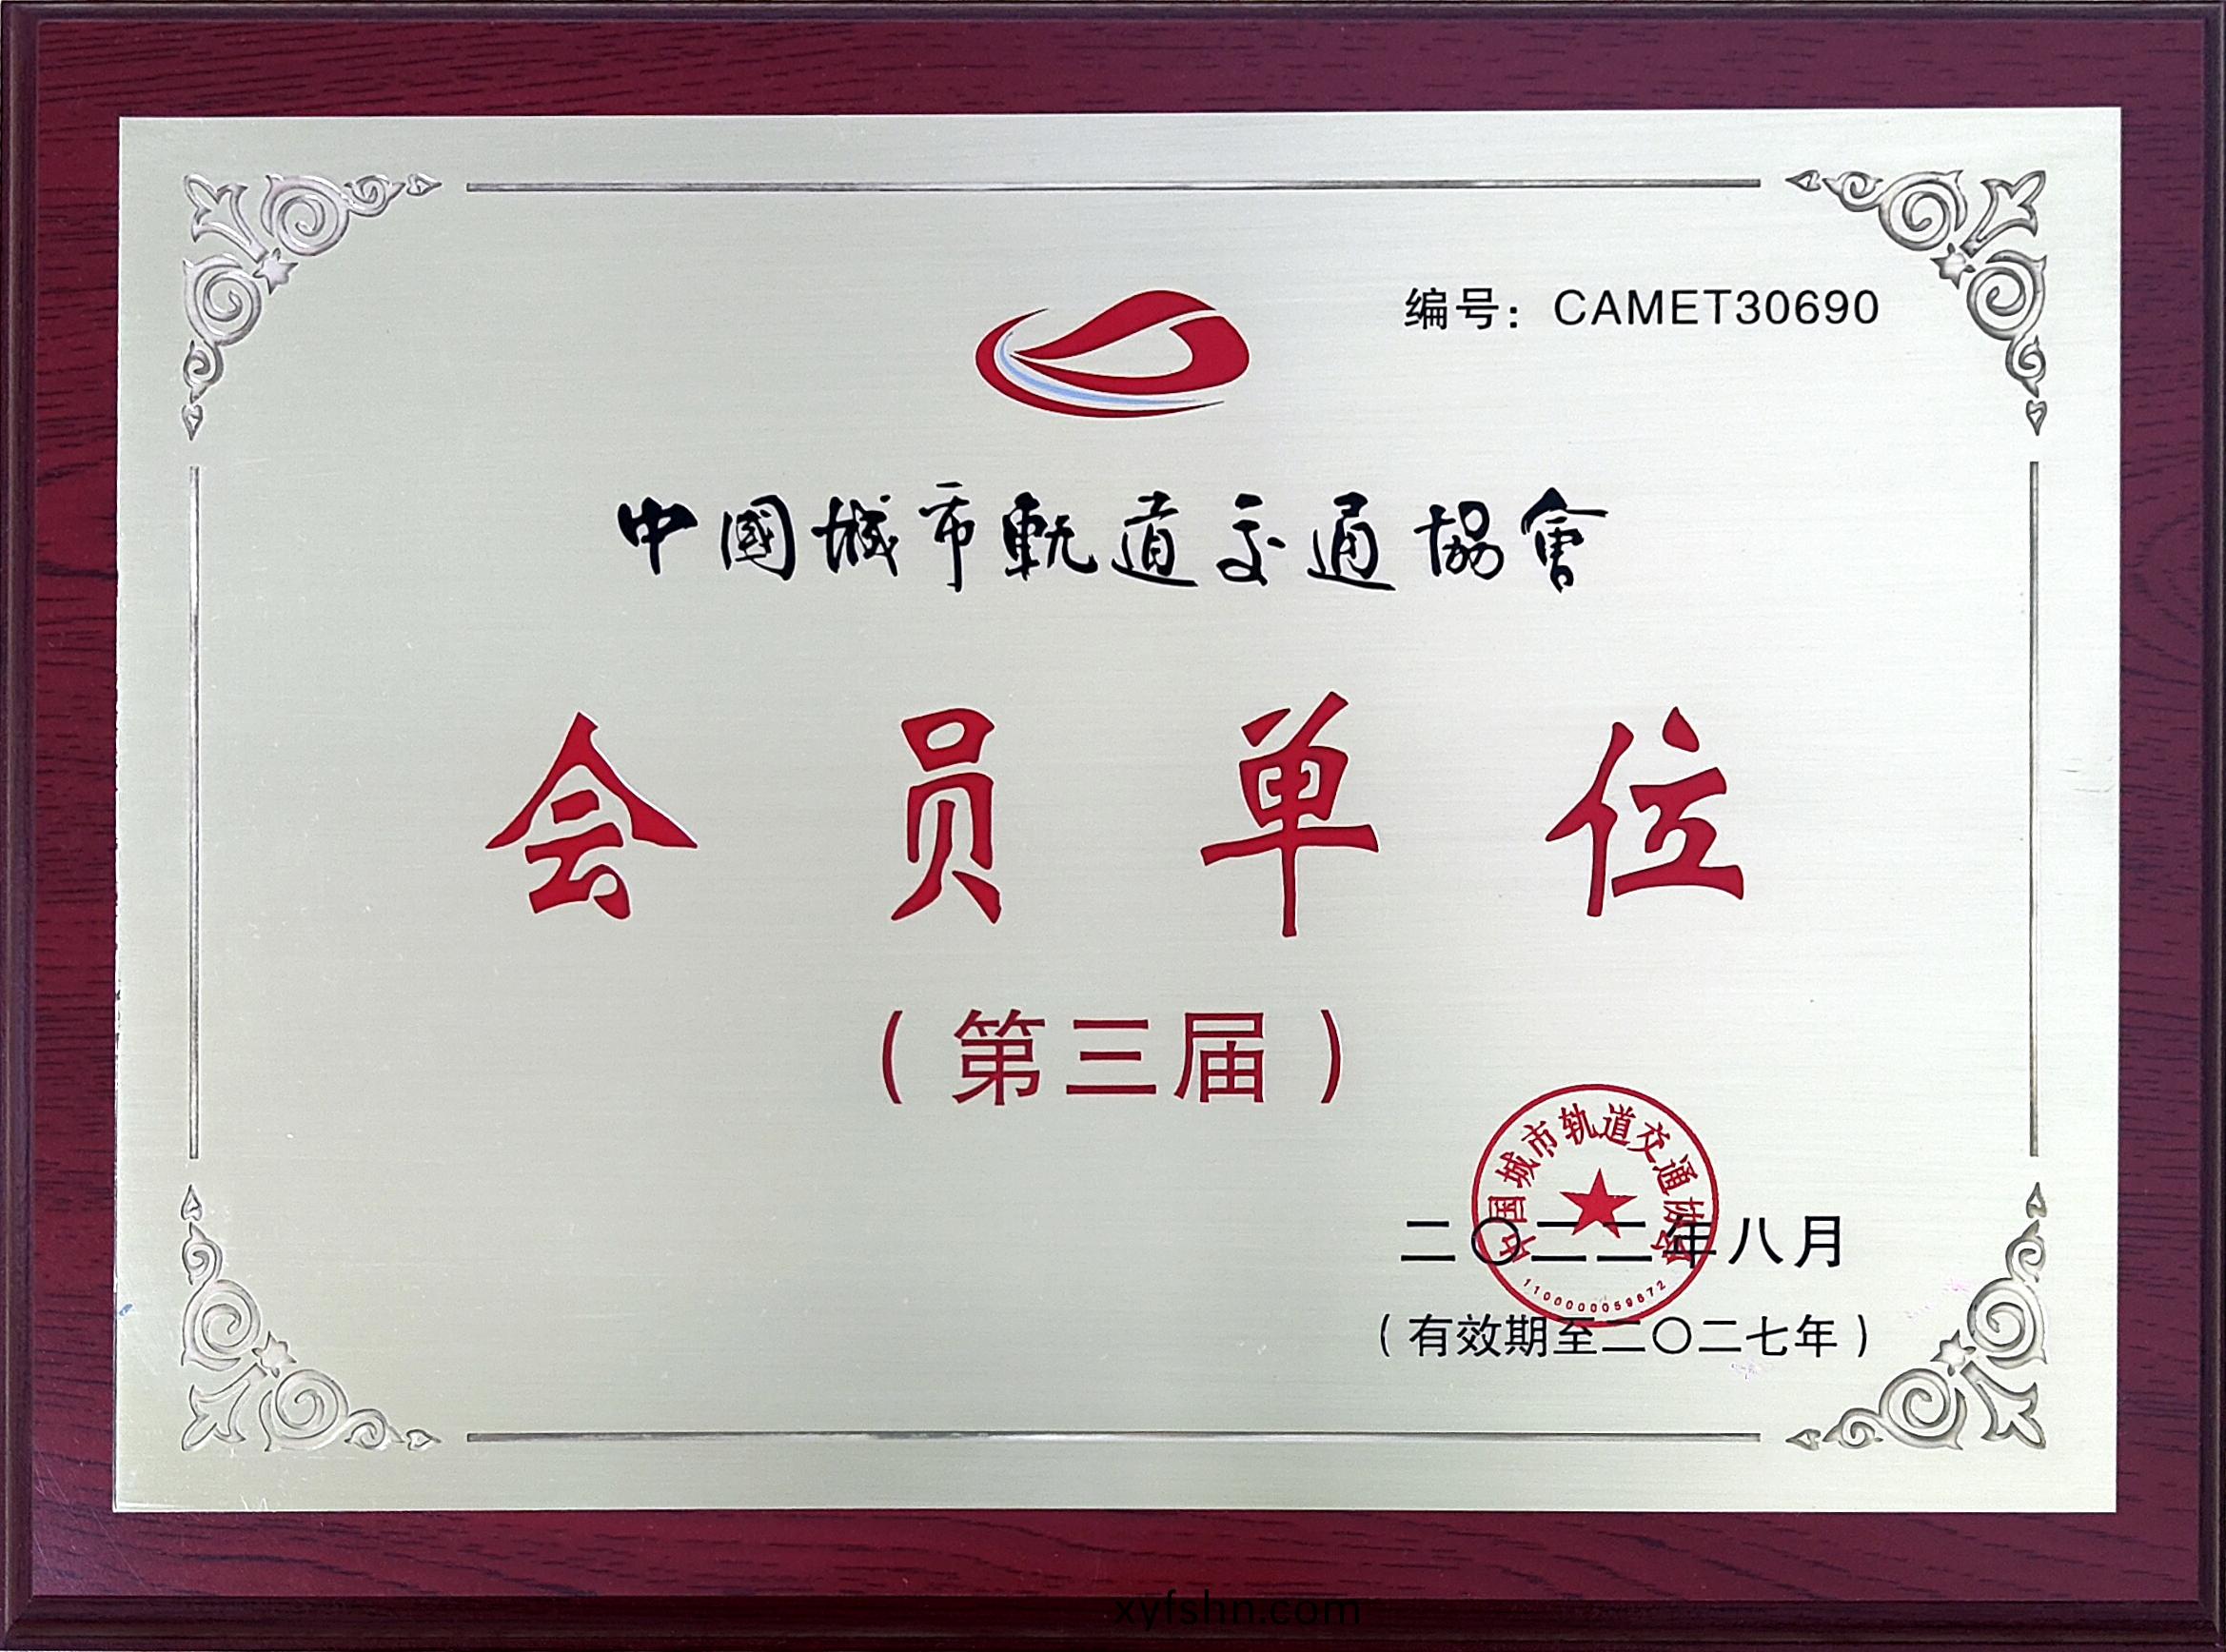 编号：CAMET30690
中國城市軌道交通協會
会员单位
（第三届）
中国城市轨道交通协会
二〇二二年八月
1100000059672
（有效期至二〇二七年）
xyfshn.com